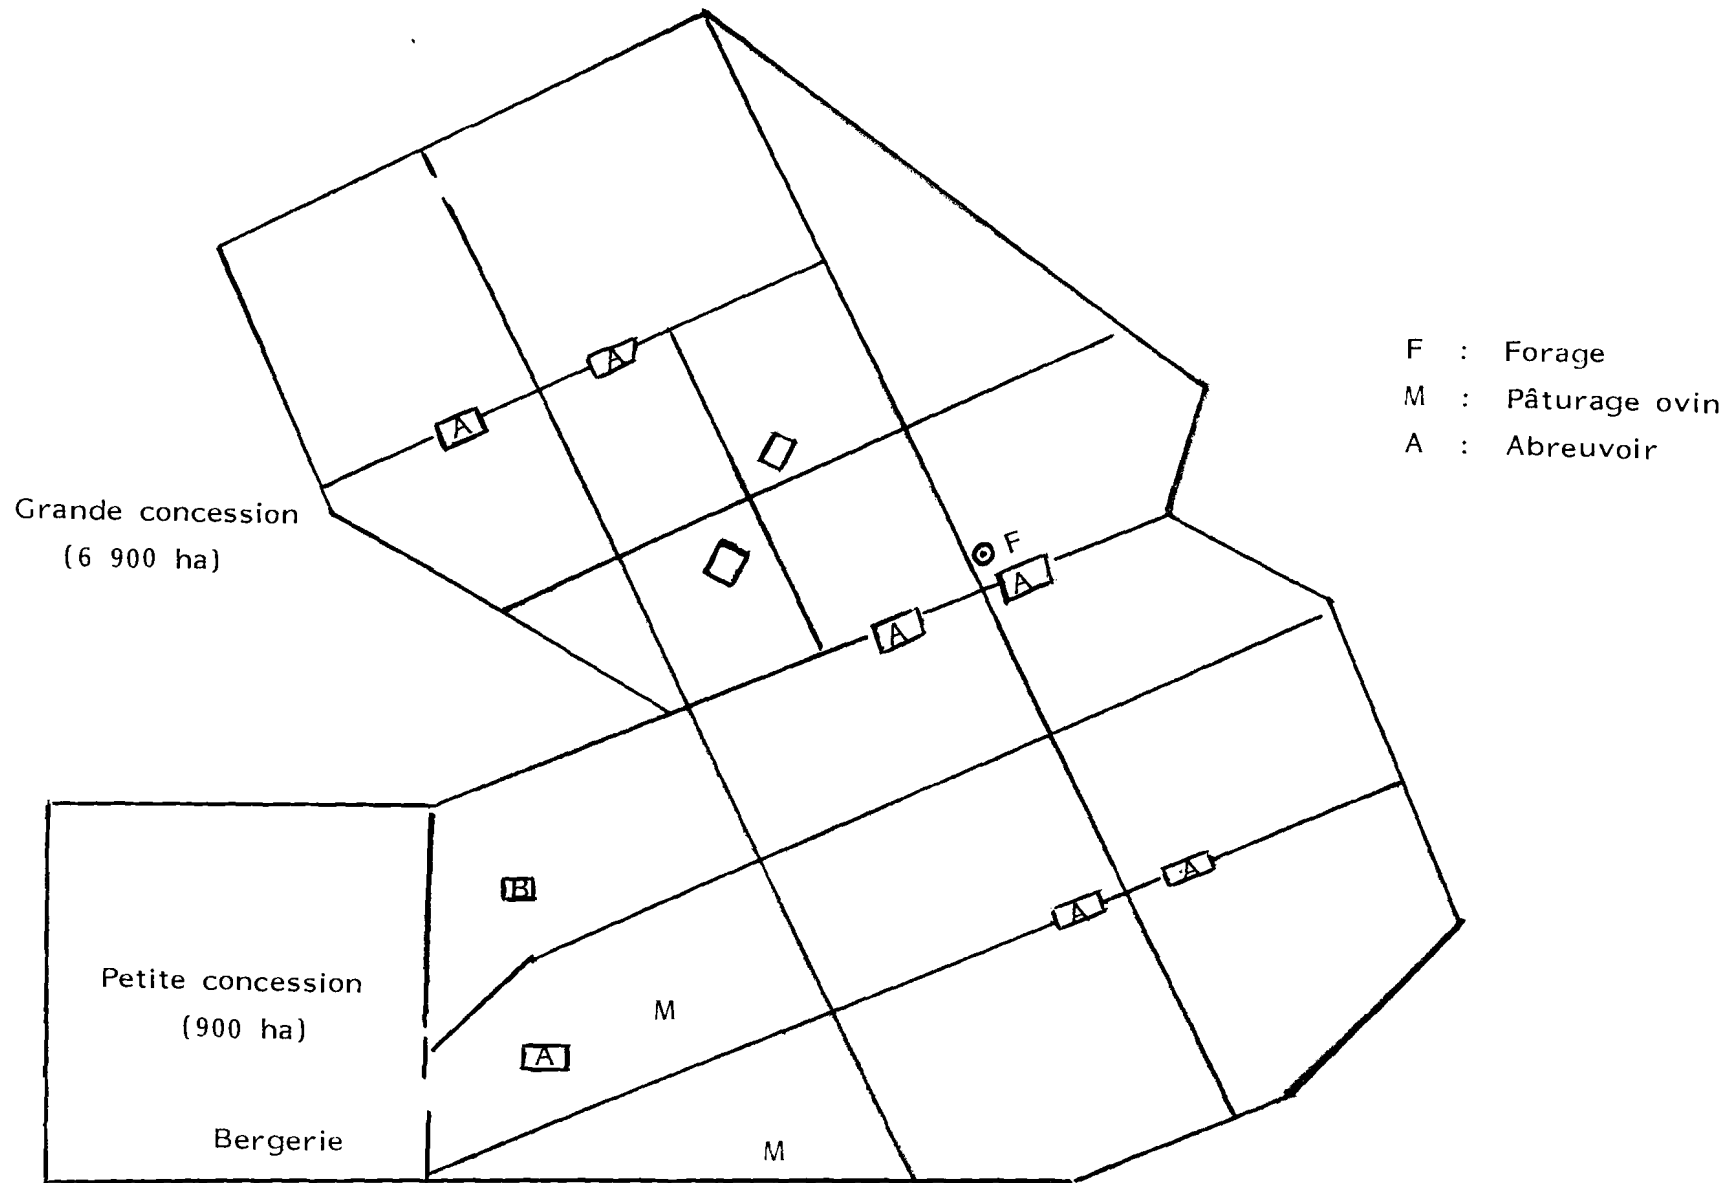 A
A
F : Forage
M : Pâturage ovin
A : Abreuvoir
Grande concession
(6 900 ha)
F
A
A
B
A
A
Petite concession
(900 ha)
M
A
Bergerie
M